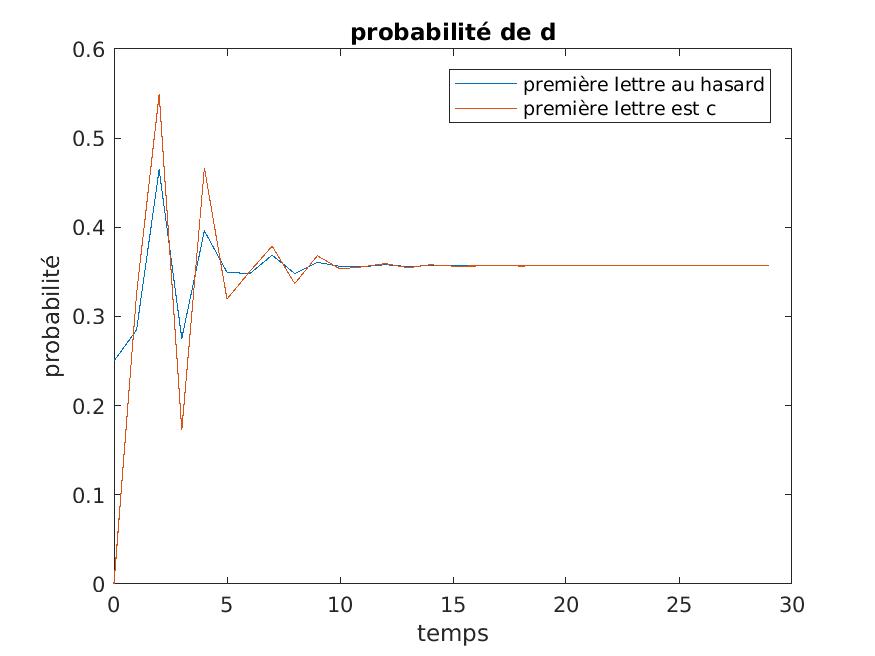 probabilité de d
première lettre au hasard
première lettre est c
probabilité
0.6
0.5
0.4
0.3
0.2
0.1
0
0 5 10 15 20 25 30
temps